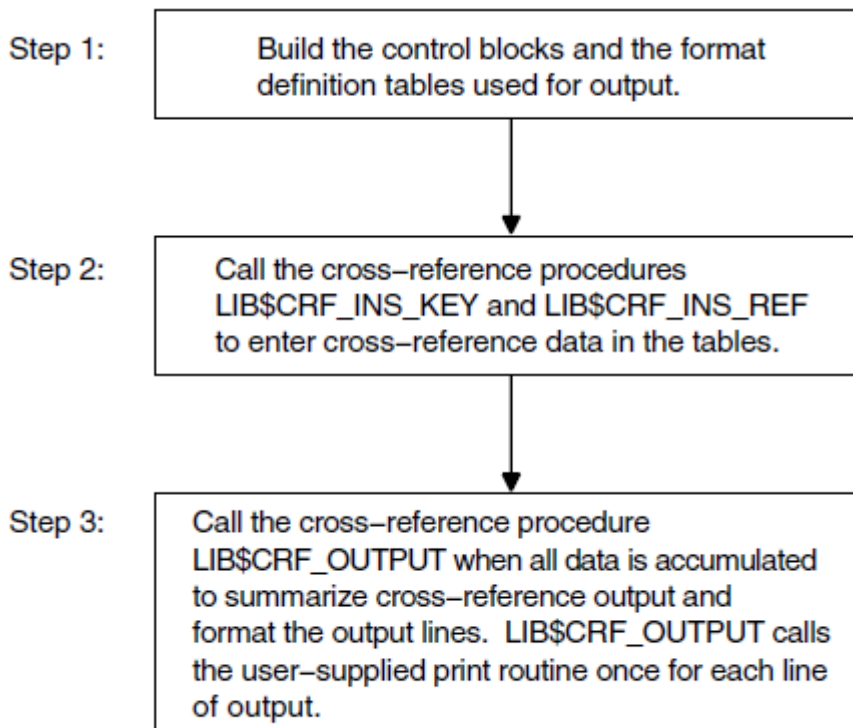 Step 1:
Build the control blocks and the format
definition tables used for output.
Step 2:
Call the cross–reference procedures
LIB$CRF_INS_KEY and LIB$CRF_INS_REF
to enter cross–reference data in the tables.
Step 3:
Call the cross–reference procedure
LIB$CRF_OUTPUT when all data is accumulated
to summarize cross–reference output and
format the output lines.  LIB$CRF_OUTPUT calls
the user–supplied print routine once for each line
of output.